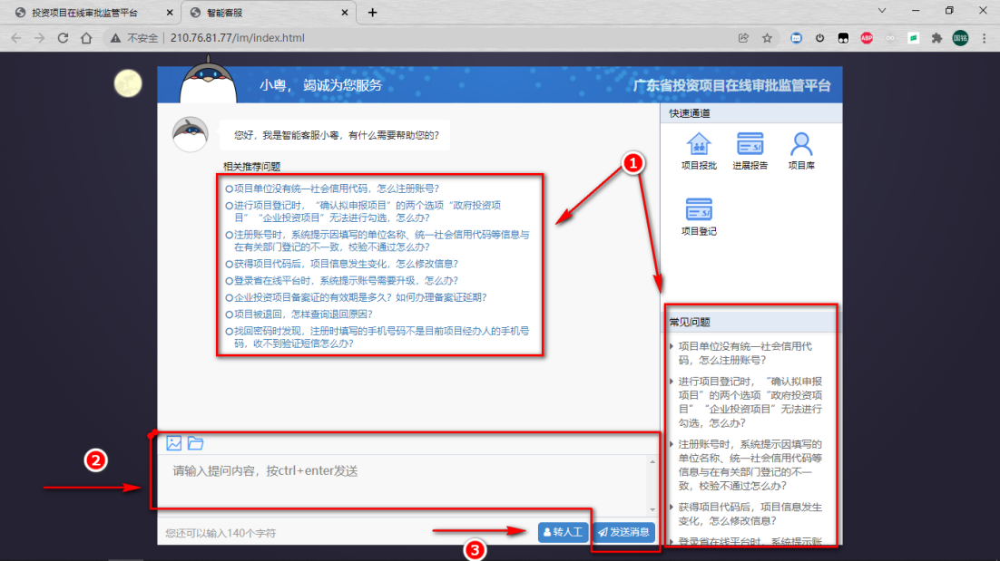 投资项目在线审批监管平台
智能客服
不安全
210.76.81.77/im/index.html
ABP
国铭
小粤， 竭诚为您服务
广东省投资项目在线审批监管平台
您好，我是智能客服小粤，有什么需要帮助您的？
相关推荐问题
项目单位没有统一社会信用代码，怎么注册账号？
进行项目登记时，“确认拟申报项目”的两个选项“政府投资项
目”“企业投资项目”无法进行勾选，怎么办？
注册账号时，系统提示因填写的单位名称、统一社会信用代码等信息与
在有关部门登记的不一致，校验不通过怎么办？
获得项目代码后，项目信息发生变化，怎么修改信息？
登录省在线平台时，系统提示账号需要升级，怎么办？
企业投资项目备案证的有效期是多久？如何办理备案证延期？
项目被退回，怎样查询退回原因？
找回密码时发现，注册时填写的手机号码不是目前项目经办人的手机号
码，收不到验证短信怎么办？
快速通道
项目报批
进展报告
项目库
项目登记
1
常见问题
项目单位没有统一社会信用代
码，怎么注册账号？
进行项目登记时，“确认拟申报
项目”的两个选项“政府投资项
目”“企业投资项目”无法进行
勾选，怎么办？
注册账号时，系统提示因填写的
单位名称、统一社会信用代码等
信息与在有关部门登记的不一
致，校验不通过怎么办？
获得项目代码后，项目信息发生
变化，怎么修改信息？
登录省在线平台时，系统提示账
2
请输入提问内容，按ctrl+enter发送
您还可以输入140个字符
转人工
发送消息
3